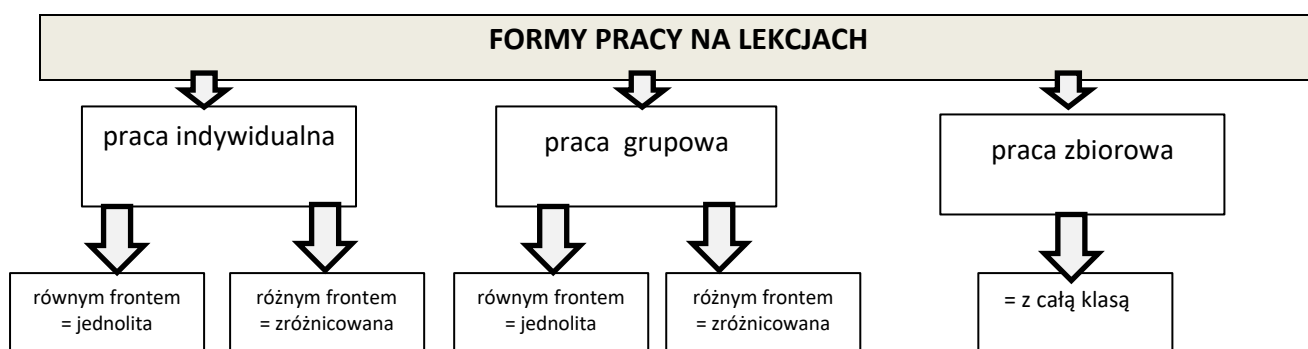 FORMY PRACY NA LEKCJACH
praca indywidualna
praca grupowa
praca zbiorowa
równym frontem
= jednolita
różnym frontem
= zróżnicowana
równym frontem
= jednolita
różnym frontem
= zróżnicowana
= z całą klasą